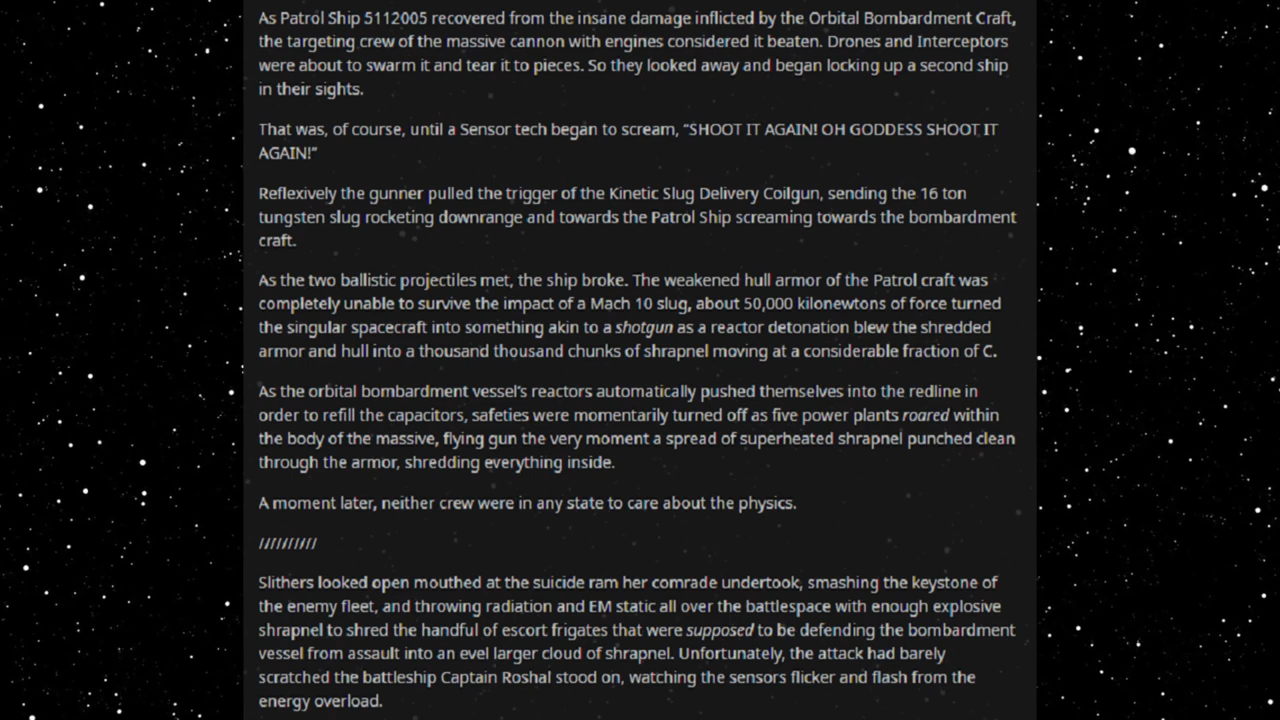 As Patrol Ship 5112005 recovered from the insane damage inflicted by the Orbital Bombardment Craft,
the targeting crew of the massive cannon with engines considered it beaten. Drones and Interceptors
were about to swarm it and tear it to pieces. So they looked away and began locking up a second ship
in their sights.
That was, of course, until a Sensor tech began to scream, “SHOOT IT AGAIN! OH GODDESS SHOOT IT
AGAIN!”
Reflexively the gunner pulled the trigger of the Kinetic Slug Delivery Coilgun, sending the 16 ton
tungsten slug rocketing downrange and towards the Patrol Ship screaming towards the bombardment
craft.
As the two ballistic projectiles met, the ship broke. The weakened hull armor of the Patrol craft was
completely unable to survive the impact of a Mach 10 slug, about 50,000 kilonewtons of force turned
the singular spacecraft into something akin to a shotgun as a reactor detonation blew the shredded
armor and hull into a thousand thousand chunks of shrapnel moving at a considerable fraction of C.
As the orbital bombardment vessel's reactors automatically pushed themselves into the redline in
order to refill the capacitors, safeties were momentarily turned off as five power plants roared within
the body of the massive, flying gun the very moment a spread of superheated shrapnel punched clean
through the armor, shredding everything inside.
A moment later, neither crew were in any state to care about the physics.
//////////
Slithers looked open mouthed at the suicide ram her comrade undertook, smashing the keystone of
the enemy fleet, and throwing radiation and EM static all over the battlespace with enough explosive
shrapnel to shred the handful of escort frigates that were supposed to be defending the bombardment
vessel from assault into an evel larger cloud of shrapnel. Unfortunately, the attack had barely
scratched the battleship Captain Roshal stood on, watching the sensors flicker and flash from the
energy overload.